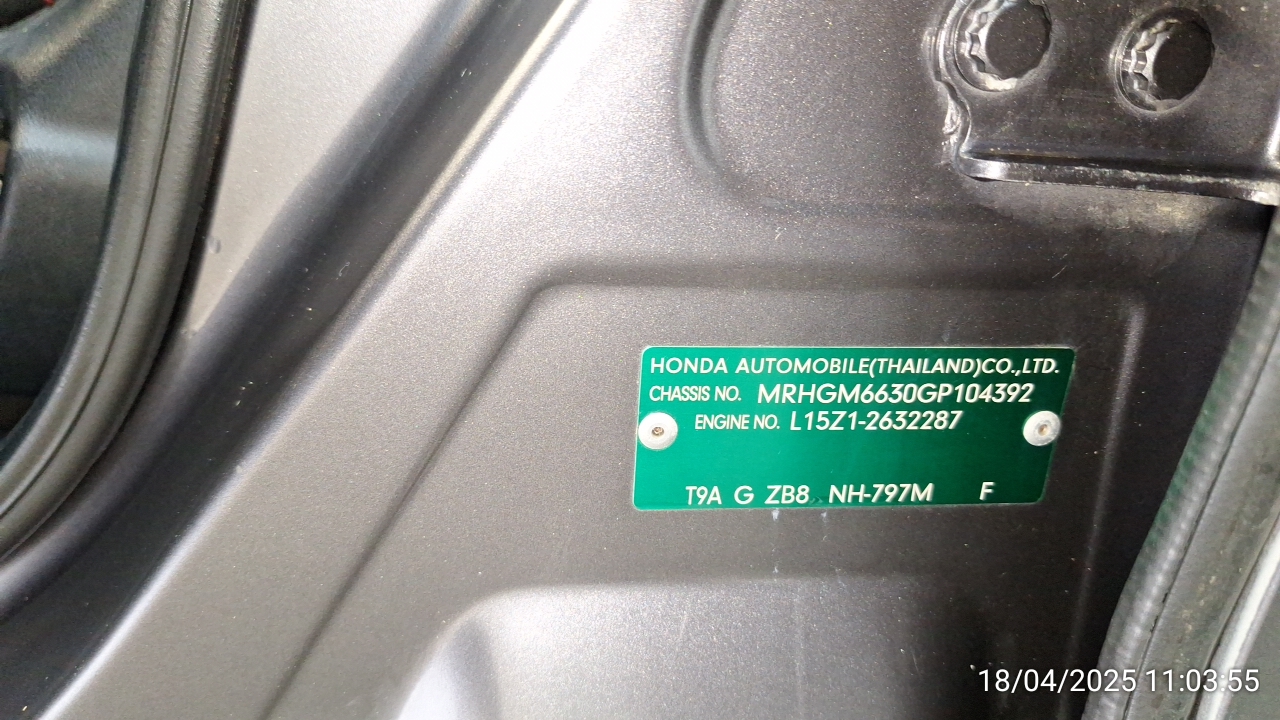 HONDA AUTOMOBILE(THAILAND)CO.,LTD.
CHASSIS NO. MRHGM6630GP104392
ENGINE NO. L15Z1-2632287
T9A G ZB8 NH-797M F
18/04/2025 11:03:55